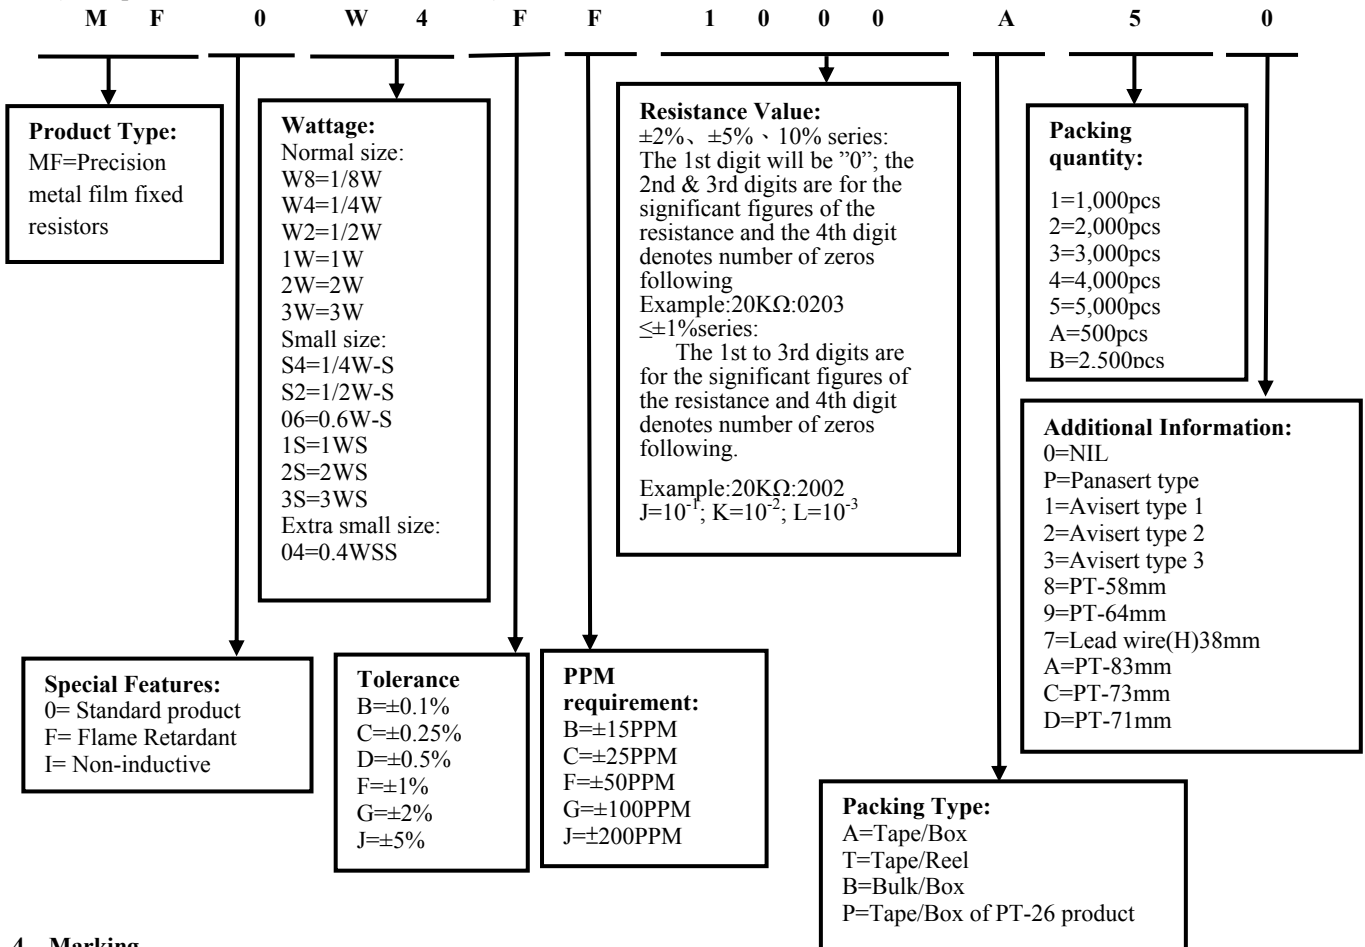 M F 0 W 4 F F 1 0 0 0 A 5 0
Product Type:
MF=Precision
metal film fixed
resistors
Wattage:
Normal size:
W8=1/8W
W4=1/4W
W2=1/2W
1W=1W
2W=2W
3W=3W
Small size:
S4=1/4W-S
S2=1/2W-S
06=0.6W-S
1S=1WS
2S=2WS
3S=3WS
Extra small size:
04=0.4WSS
Resistance Value:
±2%、±5%、10% series:
The 1st digit will be ”0”; the
2nd & 3rd digits are for the
significant figures of the
resistance and the 4th digit
denotes number of zeros
following
Example:20KΩ:0203
≤±1%series:
The 1st to 3rd digits are
for the significant figures of
the resistance and 4th digit
denotes number of zeros
following.
Example:20KΩ:2002
J=10⁻¹; K=10⁻²; L=10⁻³
Packing
quantity:
1=1,000pcs
2=2,000pcs
3=3,000pcs
4=4,000pcs
5=5,000pcs
A=500pcs
B=2,500pcs
Additional Information:
0=NIL
P=Panasert type
1=Avisert type 1
2=Avisert type 2
3=Avisert type 3
8=PT-58mm
9=PT-64mm
7=Lead wire(H)38mm
A=PT-83mm
C=PT-73mm
D=PT-71mm
Special Features:
0= Standard product
F= Flame Retardant
I= Non-inductive
Tolerance
B=±0.1%
C=±0.25%
D=±0.5%
F=±1%
G=±2%
J=±5%
PPM
requirement:
B=±15PPM
C=±25PPM
F=±50PPM
G=±100PPM
J=±200PPM
Packing Type:
A=Tape/Box
T=Tape/Reel
B=Bulk/Box
P=Tape/Box of PT-26 product
4 Marking